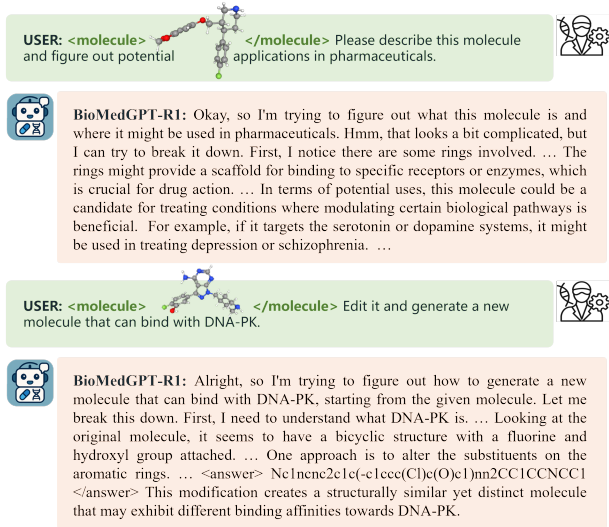 USER: <molecule> </molecule> Please describe this molecule
and figure out potential applications in pharmaceuticals.
BioMedGPT-R1: Okay, so I'm trying to figure out what this molecule is and
where it might be used in pharmaceuticals. Hmm, that looks a bit complicated, but
I can try to break it down. First, I notice there are some rings involved. … The
rings might provide a scaffold for binding to specific receptors or enzymes, which
is crucial for drug action. … In terms of potential uses, this molecule could be a
candidate for treating conditions where modulating certain biological pathways is
beneficial. For example, if it targets the serotonin or dopamine systems, it might
be used in treating depression or schizophrenia. …
USER: <molecule> </molecule> Edit it and generate a new
molecule that can bind with DNA-PK.
BioMedGPT-R1: Alright, so I'm trying to figure out how to generate a new
molecule that can bind with DNA-PK, starting from the given molecule. Let me
break this down. First, I need to understand what DNA-PK is. … Looking at the
original molecule, it seems to have a bicyclic structure with a fluorine and
hydroxyl group attached. … One approach is to alter the substituents on the
aromatic rings. … <answer> Nc1ncnc2c1c(-c1ccc(Cl)c(O)c1)nn2CC1CCNCC1
</answer> This modification creates a structurally similar yet distinct molecule
that may exhibit different binding affinities towards DNA-PK.